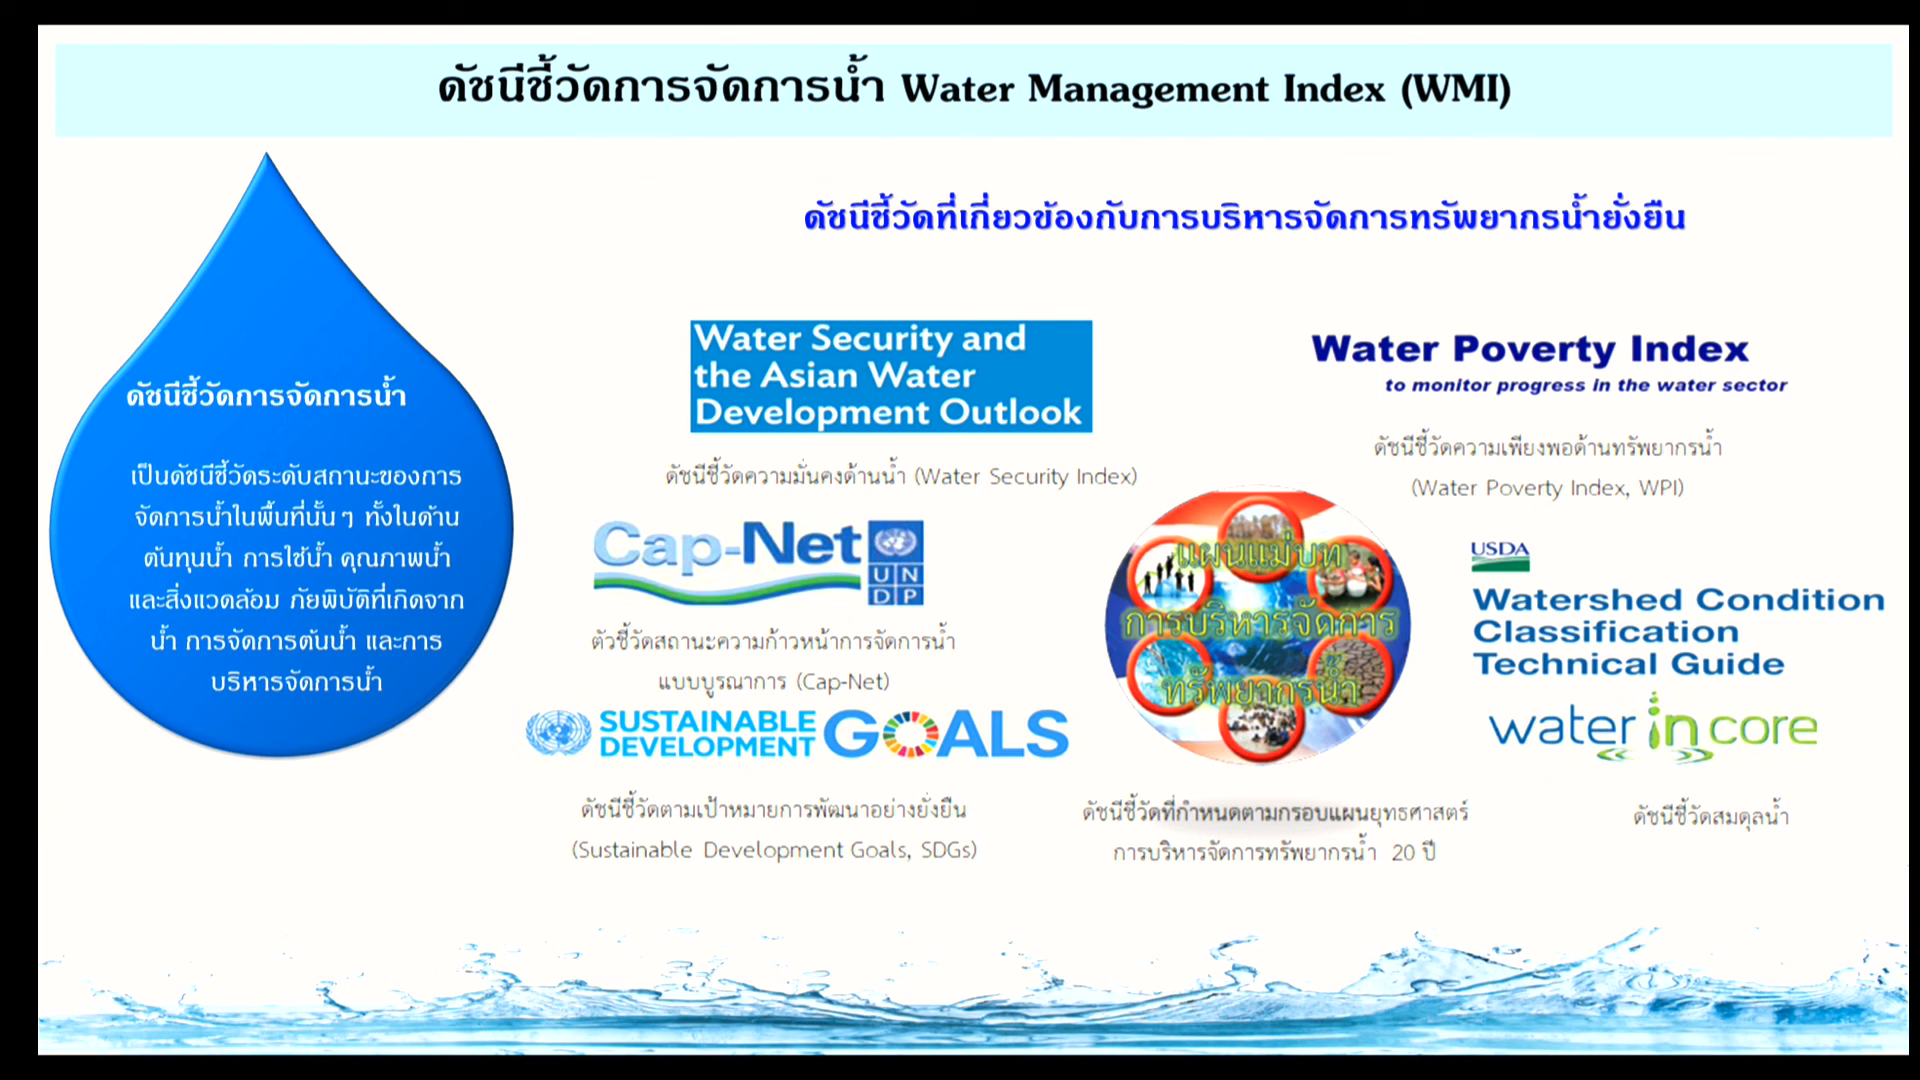 ดัชนีชี้วัดการจัดการน้ำ Water Management Index (WMI)
ดัชนีชี้วัดที่เกี่ยวข้องกับการบริหารจัดการทรัพยากรน้ำยั่งยืน
ดัชนีชี้วัดการจัดการน้ำ
เป็นดัชนีชี้วัดระดับสถานะของการ
จัดการน้ำในพื้นที่นั้นๆ ทั้งในด้าน
ต้นทุนน้ำ การใช้น้ำ คุณภาพน้ำ
และสิ่งแวดล้อม ภัยพิบัติที่เกิดจาก
น้ำ การจัดการต้นน้ำ และการ
บริหารจัดการน้ำ
Water Security and
the Asian Water
Development Outlook
ดัชนีชี้วัดความมั่นคงด้านน้ำ (Water Security Index)
Water Poverty Index
to monitor progress in the water sector
ดัชนีชี้วัดความเพียงพอด้านทรัพยากรน้ำ
(Water Poverty Index, WPI)
Cap-Net
UN
DP
ตัวชี้วัดสถานะความก้าวหน้าการจัดการน้ำ
แบบบูรณาการ (Cap-Net)
แผนแม่บท
การบริหารจัดการ
ทรัพยากรน้ำ
USDA
Watershed Condition
Classification
Technical Guide
water in core
SUSTAINABLE
DEVELOPMENT
GOALS
ดัชนีชี้วัดตามเป้าหมายการพัฒนาอย่างยั่งยืน
(Sustainable Development Goals, SDGs)
ดัชนีชี้วัดที่กำหนดตามกรอบแผนยุทธศาสตร์
การบริหารจัดการทรัพยากรน้ำ 20 ปี
ดัชนีชี้วัดสมดุลน้ำ